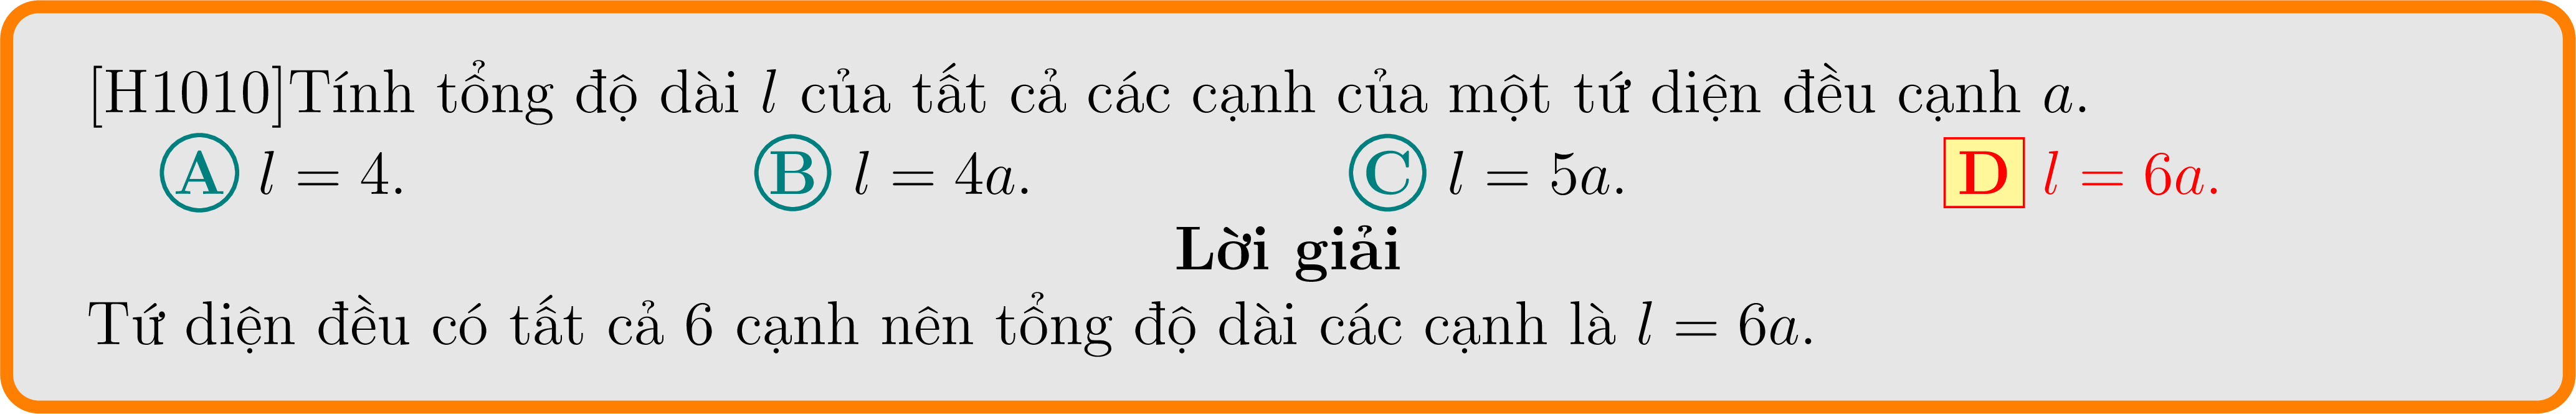 [H1010]Tính tổng độ dài l của tất cả các cạnh của một tứ diện đều cạnh a.
A l = 4. B l = 4a. C l = 5a. D l = 6a.
Lời giải
Tứ diện đều có tất cả 6 cạnh nên tổng độ dài các cạnh là l = 6a.